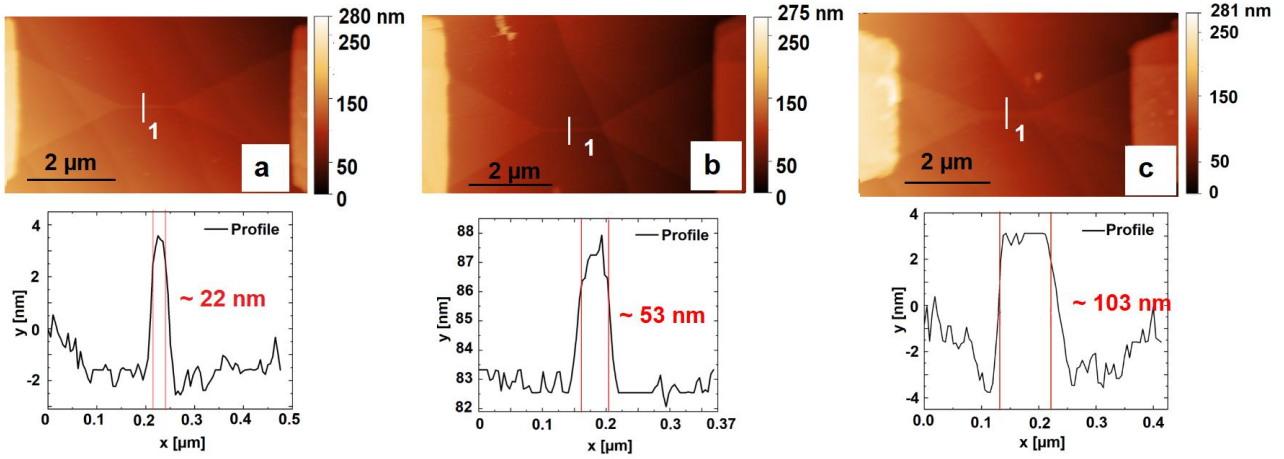 280 nm
250
150
50
0
1
2 µm
a
275 nm
250
150
50
0
1
2 µm
b
281 nm
250
150
50
0
1
2 µm
c
4
2
0
-2
y [nm]
Profile
~ 22 nm
0 0.1 0.2 0.3 0.4 0.5
x [µm]
88
87
86
85
84
83
82
y [nm]
Profile
~ 53 nm
0 0.1 0.2 0.3 0.37
x [µm]
4
2
0
-2
-4
y [nm]
Profile
~ 103 nm
0.0 0.1 0.2 0.3 0.4
x [µm]